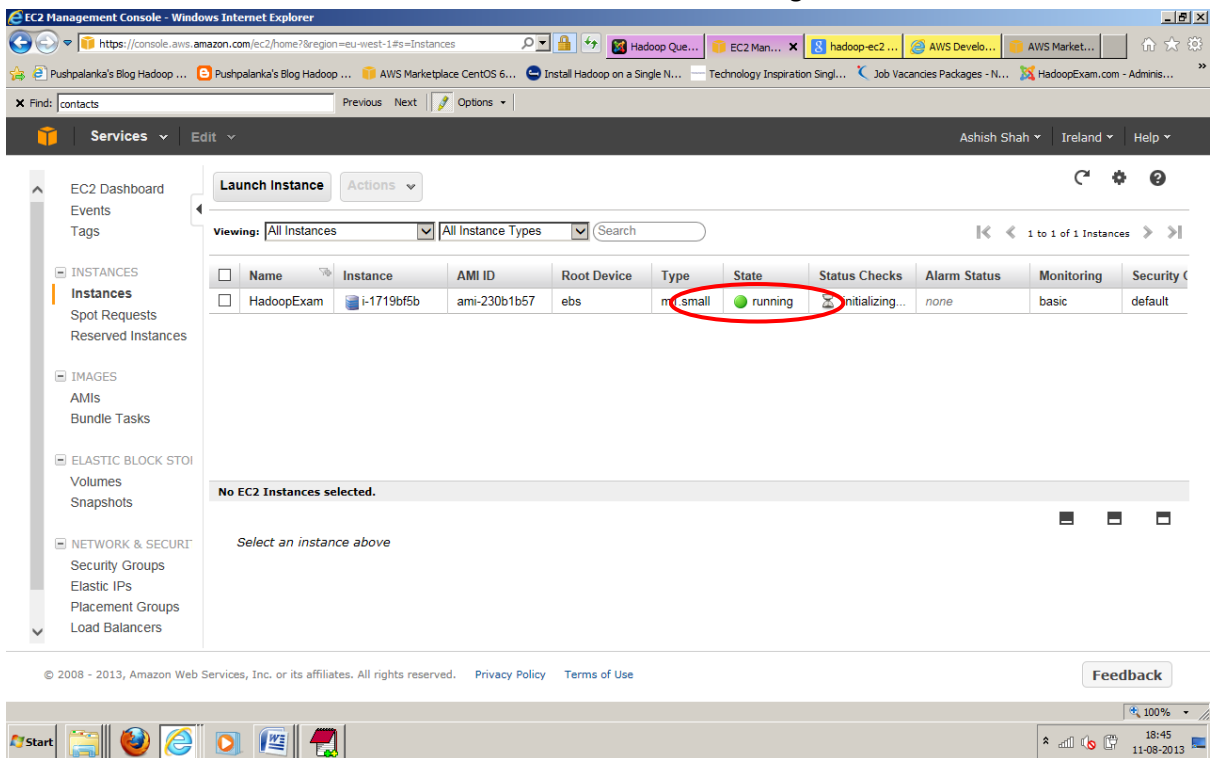 EC2 Management Console - Windows Internet Explorer
https://console.aws.amazon.com/ec2/home?&region=eu-west-1#s=Instances
Hadoop Que... EC2 Man... hadoop-ec2 ... AWS Develo... AWS Market...
Pushpalanka's Blog Hadoop ... Pushpalanka's Blog Hadoop ... AWS Marketplace CentOS 6... Install Hadoop on a Single N... Technology Inspiration Singl... Job Vacancies Packages - N... HadoopExam.com - Adminis... »
x Find: contacts Previous Next Options
Services Edit Ashish Shah Ireland Help
EC2 Dashboard
Events
Tags
INSTANCES
Instances
Spot Requests
Reserved Instances
IMAGES
AMIs
Bundle Tasks
ELASTIC BLOCK STO
Volumes
Snapshots
NETWORK & SECURI
Security Groups
Elastic IPs
Placement Groups
Load Balancers
Launch Instance Actions
Viewing: All Instances All Instance Types Search 1 to 1 of 1 Instances
Name Instance AMI ID Root Device Type State Status Checks Alarm Status Monitoring Security
HadoopExam i-1719bf5b ami-230b1b57 ebs m1.small running initializing... none basic default
No EC2 Instances selected.
Select an instance above
© 2008 - 2013, Amazon Web Services, Inc. or its affiliates. All rights reserved. Privacy Policy Terms of Use Feedback
100%
Start 18:45
11-08-2013